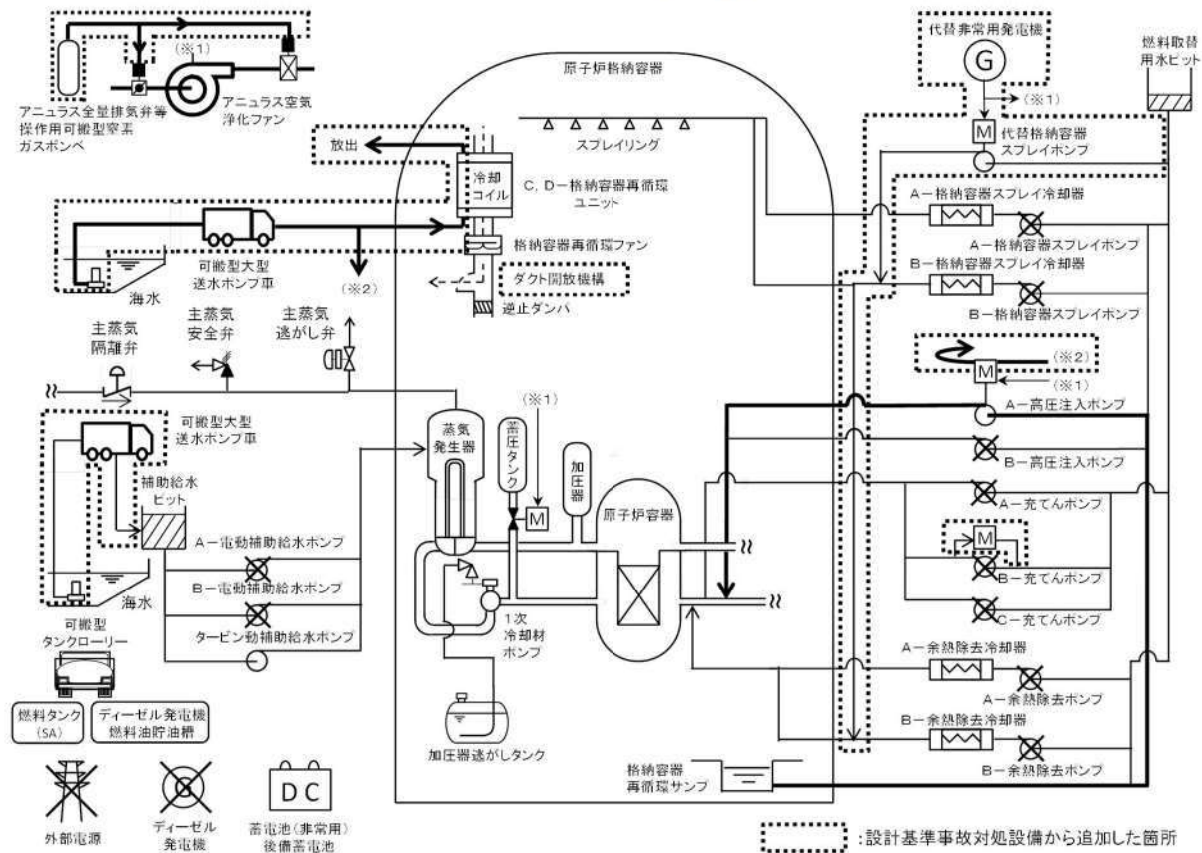 (※1)
アニュラス全量排気弁等
操作用可搬型窒素
ガスボンベ
アニュラス空気
浄化ファン
放出
可搬型大型
送水ポンプ車
海水
(※2)
原子炉格納容器
スプレイリング
冷却
コイル
C, D－格納容器再循環
ユニット
格納容器再循環ファン
ダクト開放機構
逆止ダンパ
代替非常用発電機
G
(※1)
M
代替格納容器
スプレイポンプ
燃料取替
用水ピット
A－格納容器スプレイ冷却器
A－格納容器スプレイポンプ
B－格納容器スプレイ冷却器
B－格納容器スプレイポンプ
主蒸気
隔離弁
主蒸気
安全弁
主蒸気
逃がし弁
(※2)
M
(※1)
A－高圧注入ポンプ
B－高圧注入ポンプ
A－充てんポンプ
M
B－充てんポンプ
C－充てんポンプ
可搬型大型
送水ポンプ車
補助給水
ピット
A－電動補助給水ポンプ
B－電動補助給水ポンプ
タービン動補助給水ポンプ
海水
蒸気
発生器
蓄圧タンク
(※1)
M
加圧器
原子炉容器
1次
冷却材
ポンプ
加圧器逃がしタンク
A－余熱除去冷却器
A－余熱除去ポンプ
B－余熱除去冷却器
B－余熱除去ポンプ
格納容器
再循環サンプ
可搬型
タンクローリー
燃料タンク
(SA)
ディーゼル発電機
燃料油貯油槽
外部電源
ディーゼル
発電機
DC
蓄電池(非常用)
後備蓄電池
:設計基準事故対処設備から追加した箇所